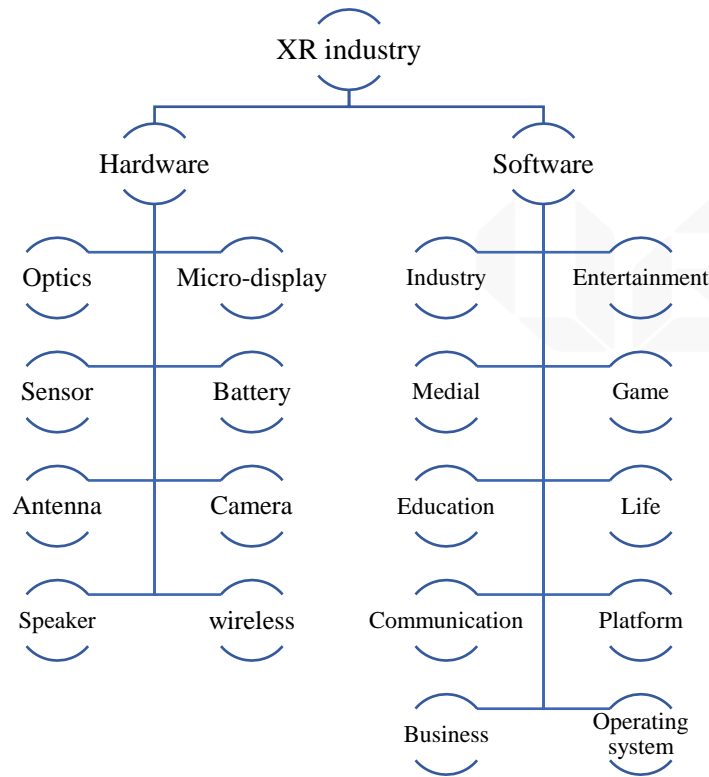 XR industry
Hardware
Software
Optics
Micro-display
Industry
Entertainment
Sensor
Battery
Medial
Game
Antenna
Camera
Education
Life
Speaker
wireless
Communication
Platform
Business
Operating
system